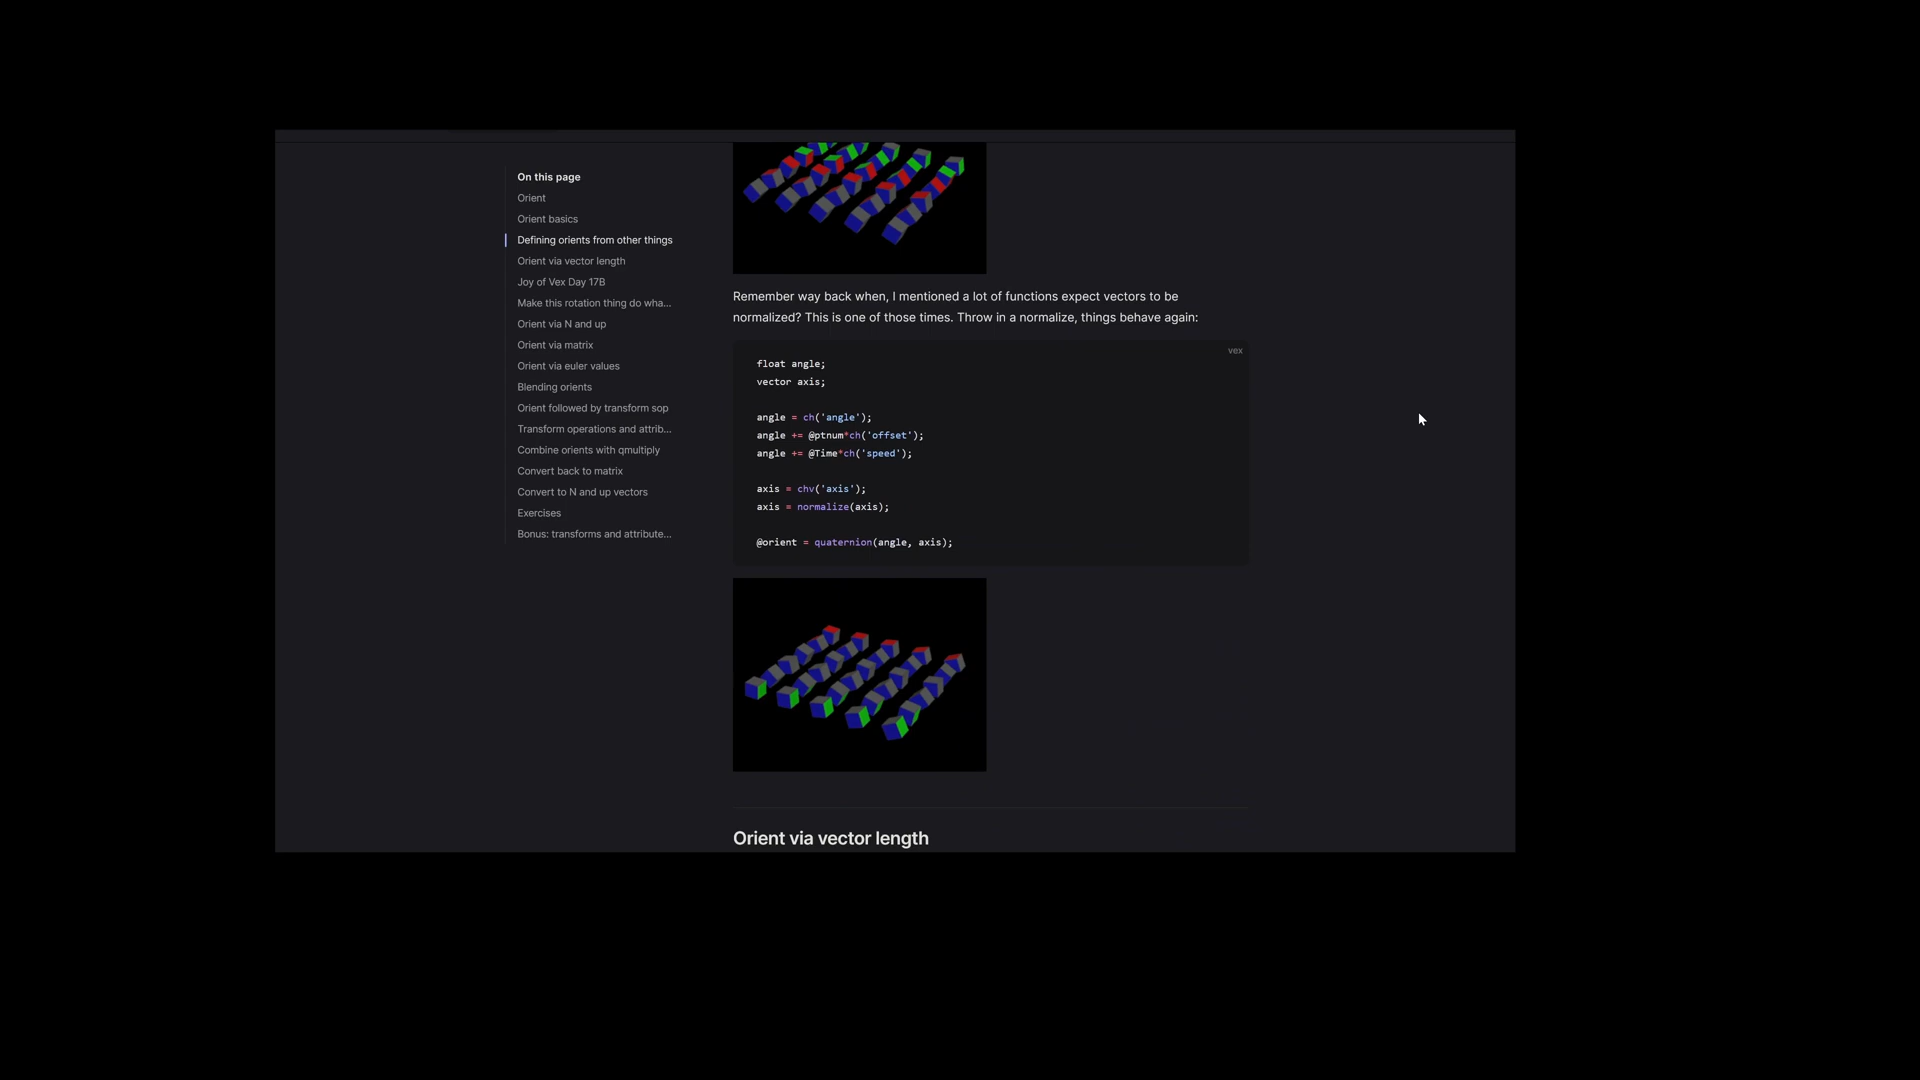 On this page
Orient
Orient basics
Defining orients from other things
Orient via vector length
Joy of Vex Day 17B
Make this rotation thing do wha...
Orient via N and up
Orient via matrix
Orient via euler values
Blending orients
Orient followed by transform sop
Transform operations and attrib...
Combine orients with qmultiply
Convert back to matrix
Convert to N and up vectors
Exercises
Bonus: transforms and attribute...
Remember way back when, I mentioned a lot of functions expect vectors to be
normalized? This is one of those times. Throw in a normalize, things behave again:
vex
float angle;
vector axis;
angle = ch('angle');
angle += @ptnum*ch('offset');
angle += @Time*ch('speed');
axis = chv('axis');
axis = normalize(axis);
@orient = quaternion(angle, axis);
Orient via vector length